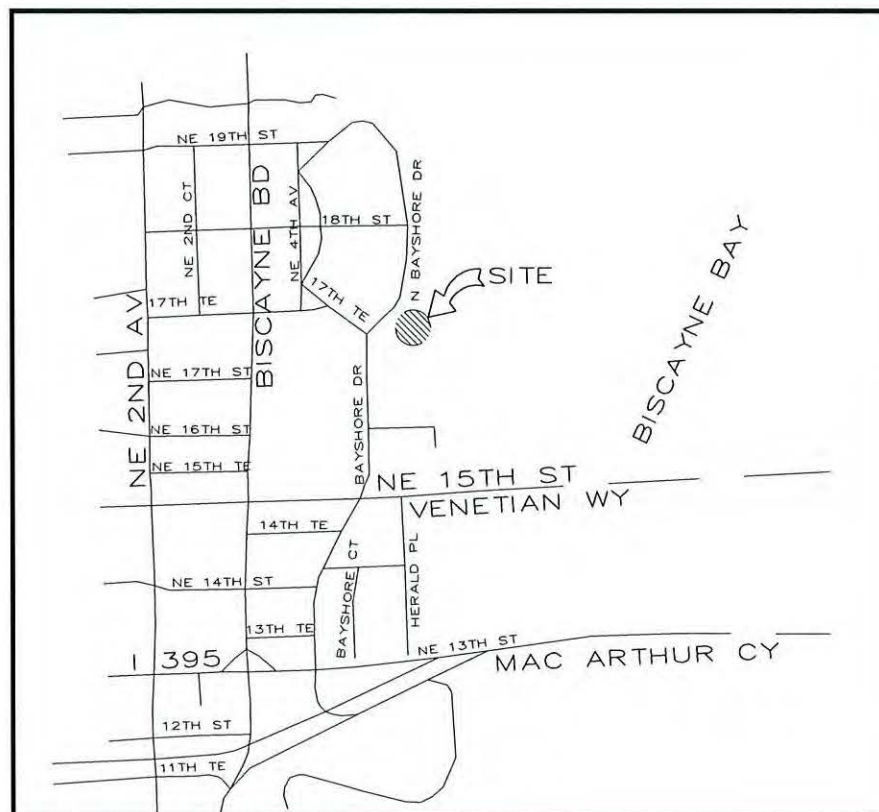 NE 19TH ST
NE 2ND CT
BISCAYNE BD
NE 4TH AV
18TH ST
N BAYSHORE DR
SITE
17TH TE
17TH TE
NE 2ND AV
BISCAYNE BAY
NE 17TH ST
BAYSHORE DR
NE 16TH ST
NE 15TH TE
NE 15TH ST
VENETIAN WY
14TH TE
BAYSHORE CT
HERALD PL
NE 14TH ST
13TH TE
NE 13TH ST
I 395
MAC ARTHUR CY
12TH ST
11TH TE